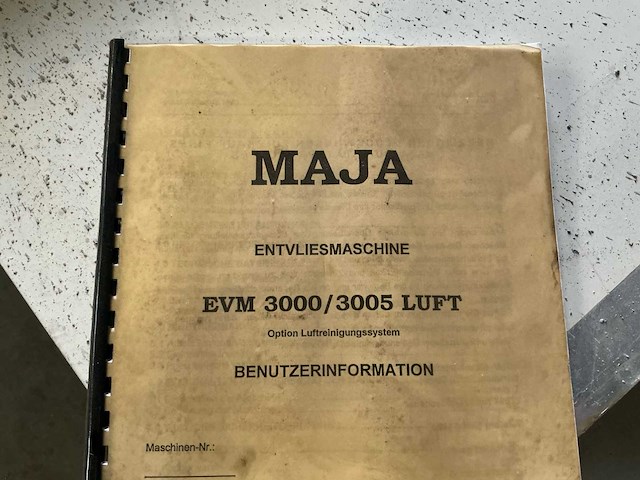 MAJA
ENTVLIESMASCHINE
EVM 3000/3005 LUFT
Option Luftreinigungssystem
BENUTZERINFORMATION
Maschinen-Nr.: